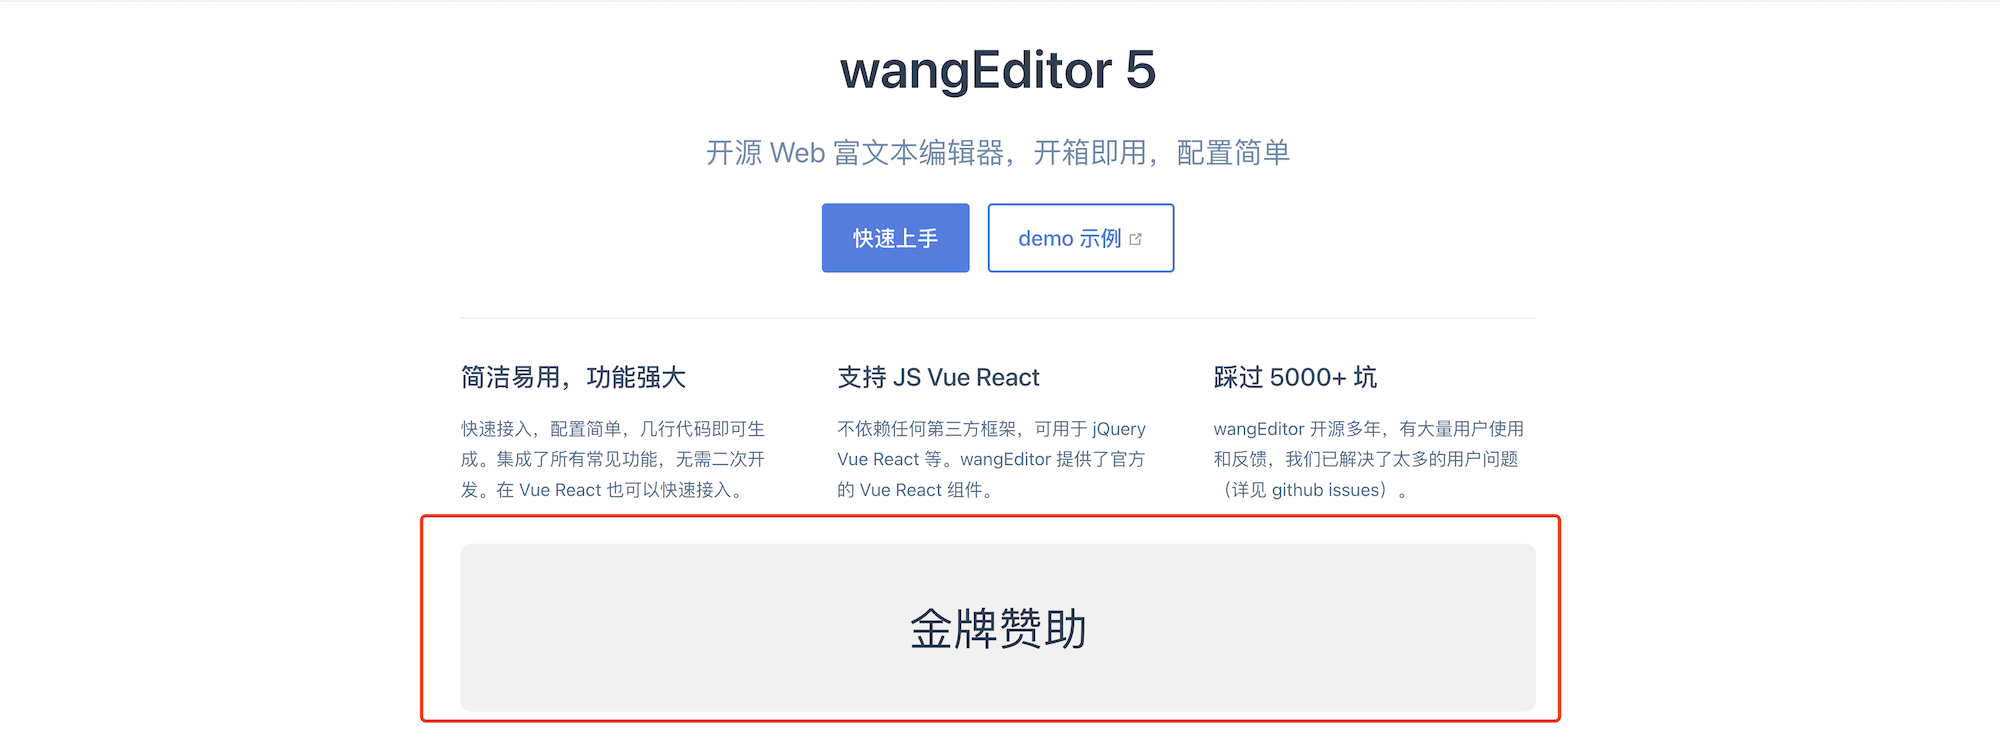 wangEditor 5
开源 Web 富文本编辑器，开箱即用，配置简单
快速上手
demo 示例
简洁易用，功能强大
快速接入，配置简单，几行代码即可生
成。集成了所有常见功能，无需二次开
发。在 Vue React 也可以快速接入。
支持 JS Vue React
不依赖任何第三方框架，可用于 jQuery
Vue React 等。wangEditor 提供了官方
的 Vue React 组件。
踩过 5000+ 坑
wangEditor 开源多年，有大量用户使用
和反馈，我们已解决了太多的用户问题
（详见 github issues）。
金牌赞助